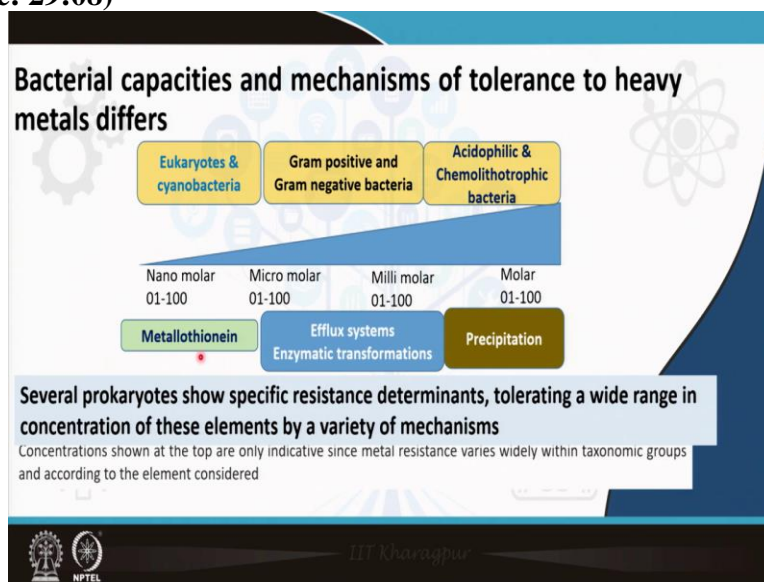 29:08)
Bacterial capacities and mechanisms of tolerance to heavy
metals differs
Eukaryotes &
cyanobacteria
Gram positive and
Gram negative bacteria
Acidophilic &
Chemolithotrophic
bacteria
Nano molar
01-100
Micro molar
01-100
Milli molar
01-100
Molar
01-100
Metallothionein
Efflux systems
Enzymatic transformations
Precipitation
Several prokaryotes show specific resistance determinants, tolerating a wide range in
concentration of these elements by a variety of mechanisms
Concentrations shown at the top are only indicative since metal resistance varies widely within taxonomic groups
and according to the element considered
IIT Kharagpur
NPTEL